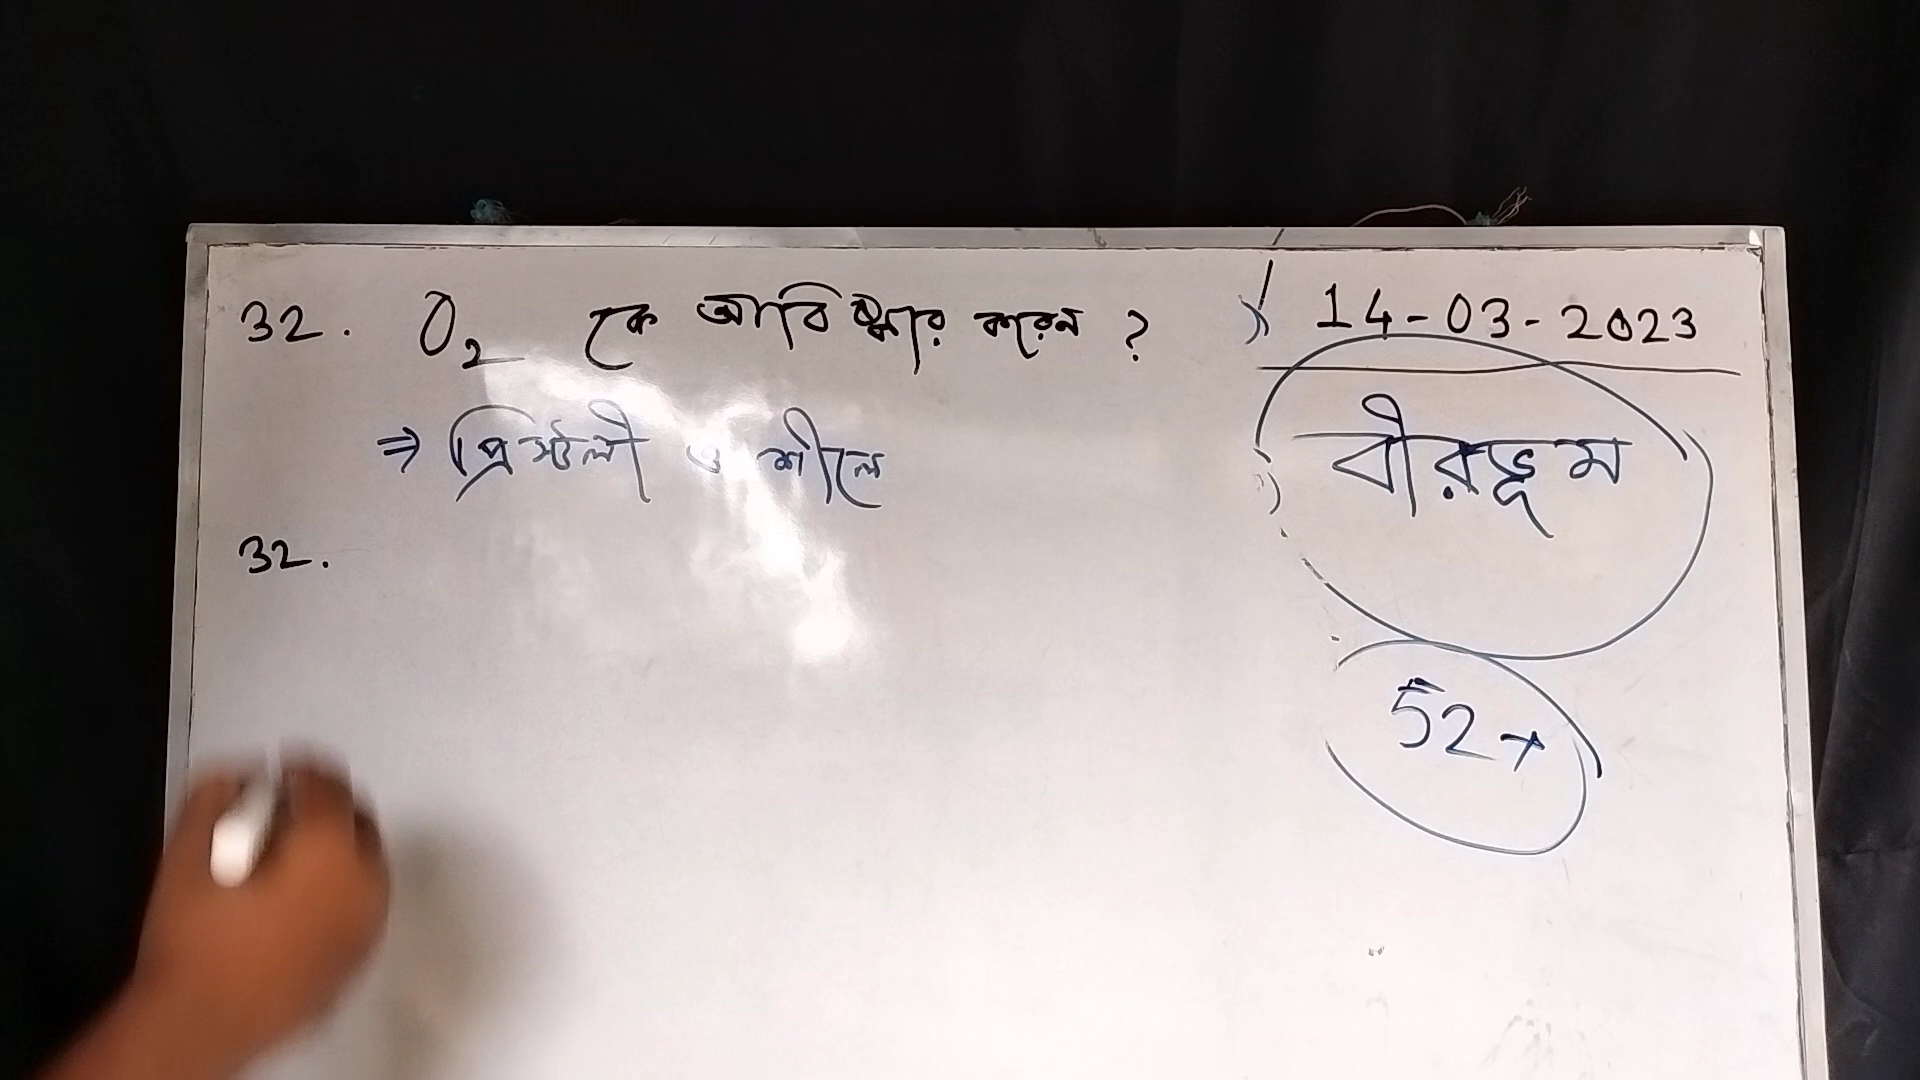 32. O₂ কে আবিষ্কার করেন ?
⇒ প্রিস্টলী ও শীলে
32.
14-03-2023
বীরভূম
52+